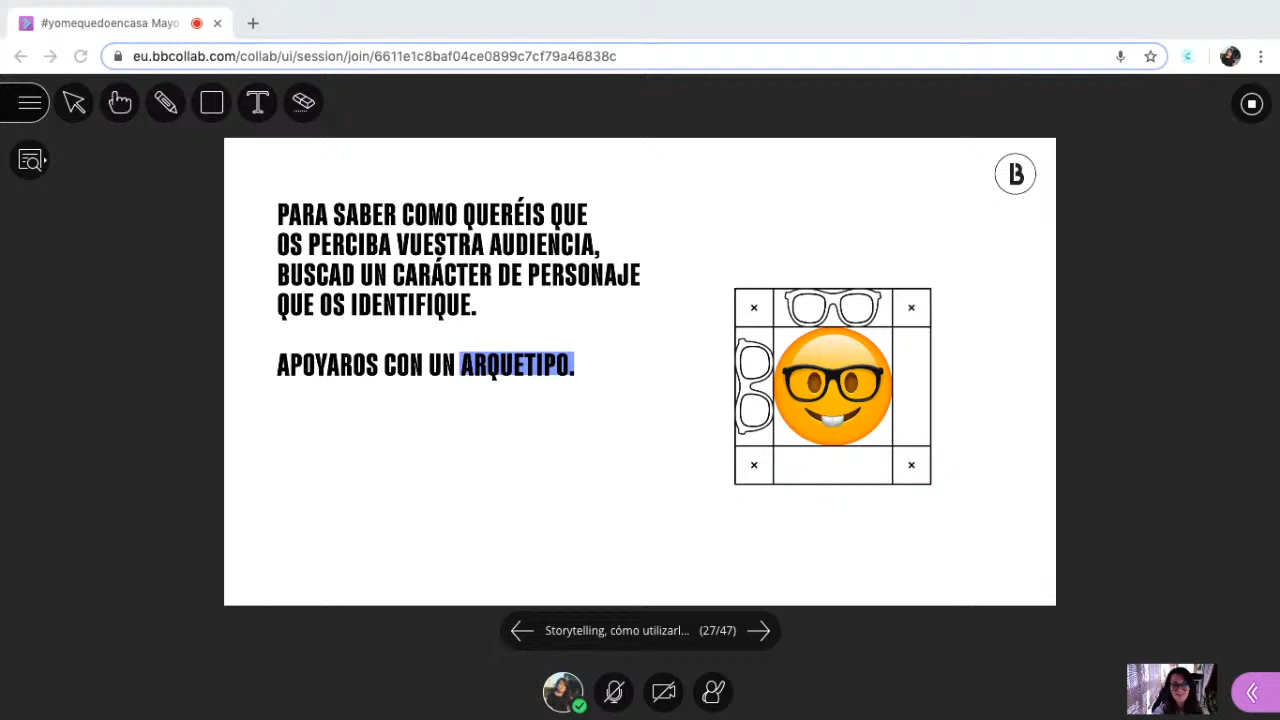 #yomequedoencasa Mayo
eu.bbcollab.com/collab/ui/session/join/6611e1c8baf04ce0899c7cf79a46838c
T
B
PARA SABER COMO QUERÉIS QUE
OS PERCIBA VUESTRA AUDIENCIA,
BUSCAD UN CARÁCTER DE PERSONAJE
QUE OS IDENTIFIQUE.
APOYAROS CON UN ARQUETIPO.
Storytelling, cómo utilizarl... (27/47)